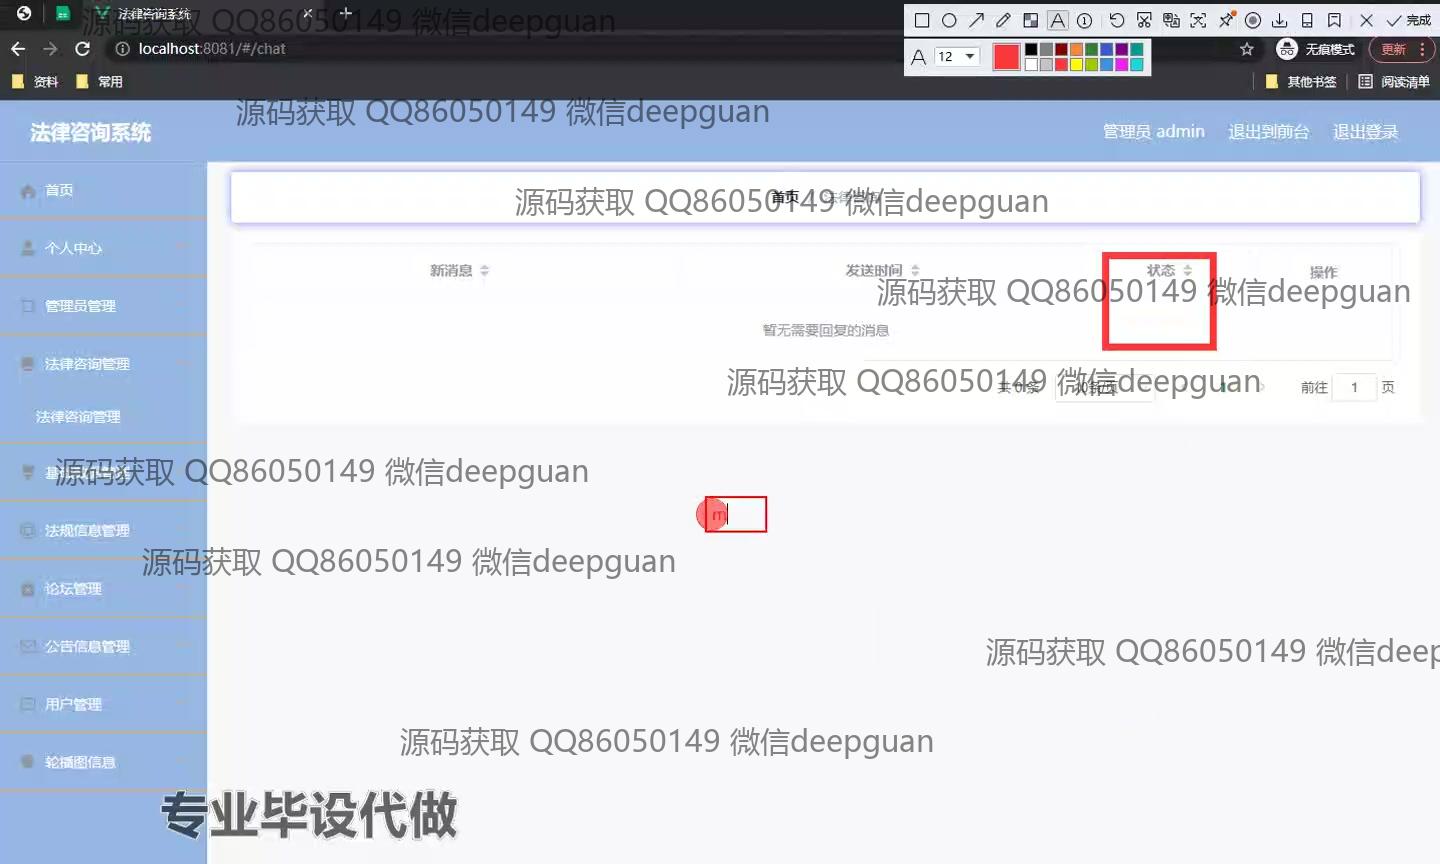 法律咨询系统
源码获取 QQ86050149 微信deepguan
完成
localhost:8081/#/chat
A 12
无痕模式
更新
资料
常用
其他书签
阅读清单
源码获取 QQ86050149 微信deepguan
法律咨询系统
管理员 admin
退出到前台
退出登录
首页
首页
源码获取 QQ86050149 微信deepguan
个人中心
新消息
发送时间
状态
操作
源码获取 QQ86050149 微信deepguan
管理员管理
暂无需要回复的消息
法律咨询管理
共 0 条
前往 1 页
源码获取 QQ86050149 微信deepguan
法律咨询管理
源码获取 QQ86050149 微信deepguan
m
法规信息管理
源码获取 QQ86050149 微信deepguan
论坛管理
公告信息管理
源码获取 QQ86050149 微信deep
用户管理
源码获取 QQ86050149 微信deepguan
轮播图信息
专业毕设代做